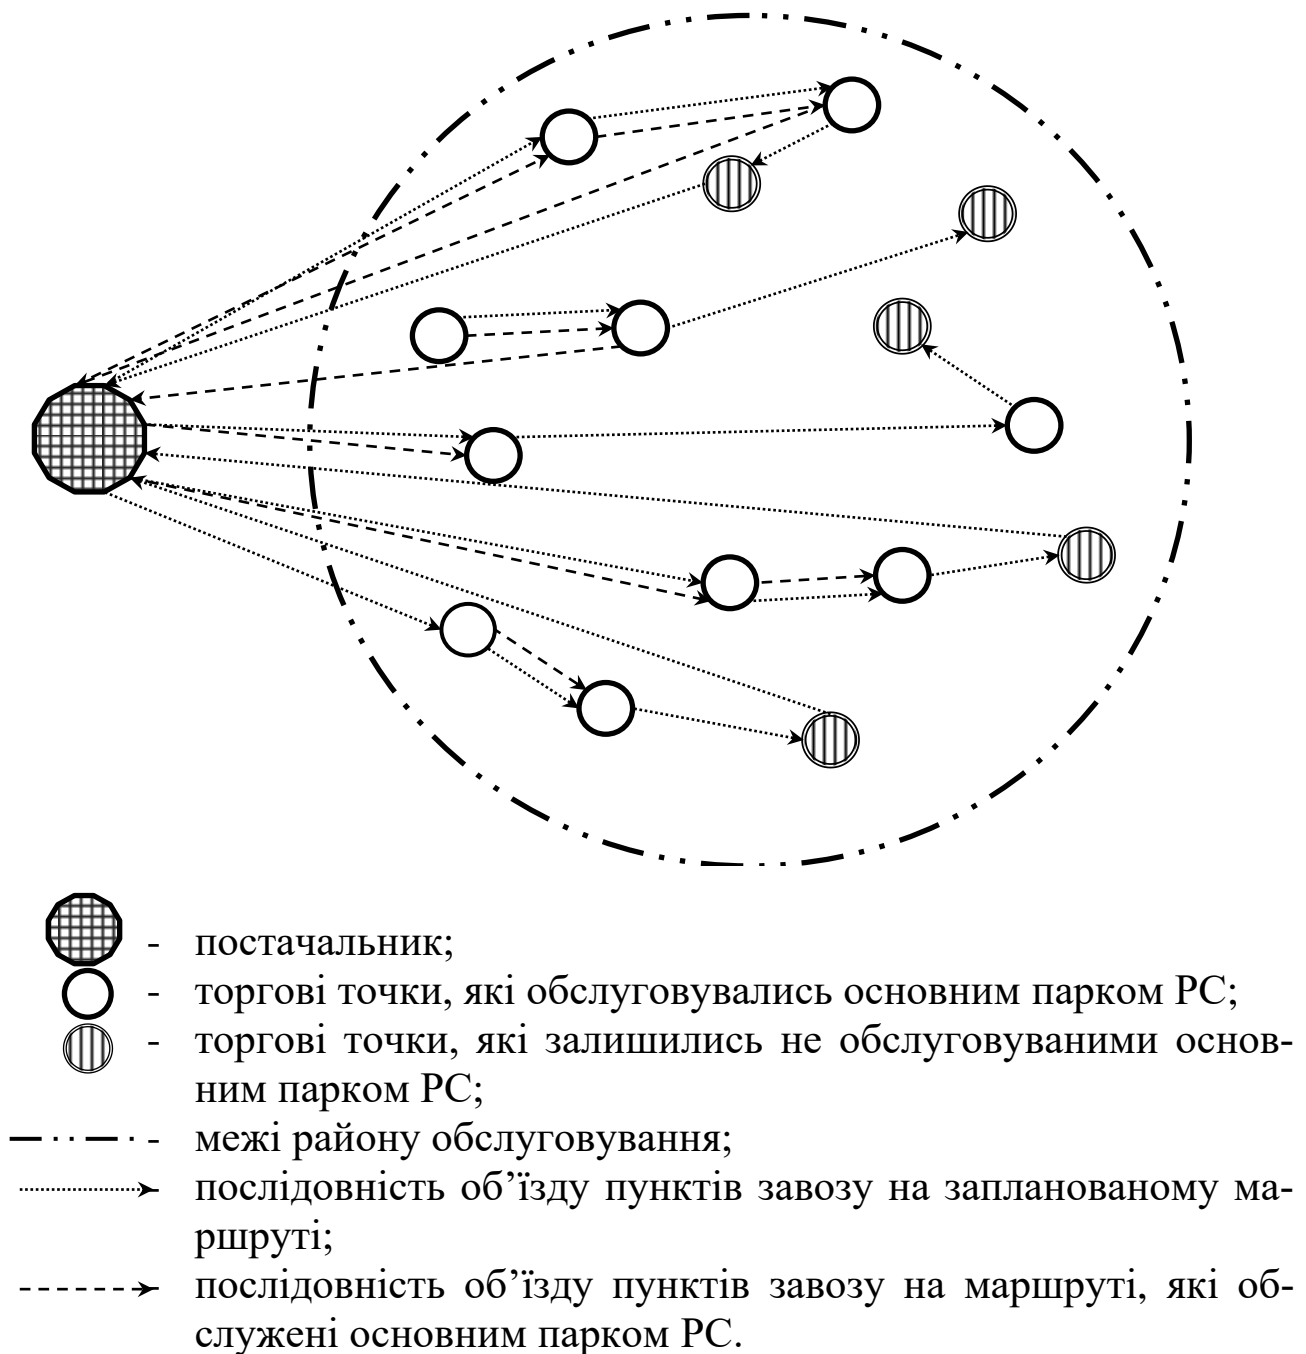 - постачальник;
- торгові точки, які обслуговувались основним парком РС;
- торгові точки, які залишились не обслуговуваними основ-
ним парком РС;
- межі району обслуговування;
послідовність об’їзду пунктів завозу на запланованому ма-
ршруті;
послідовність об’їзду пунктів завозу на маршруті, які об-
служені основним парком РС.